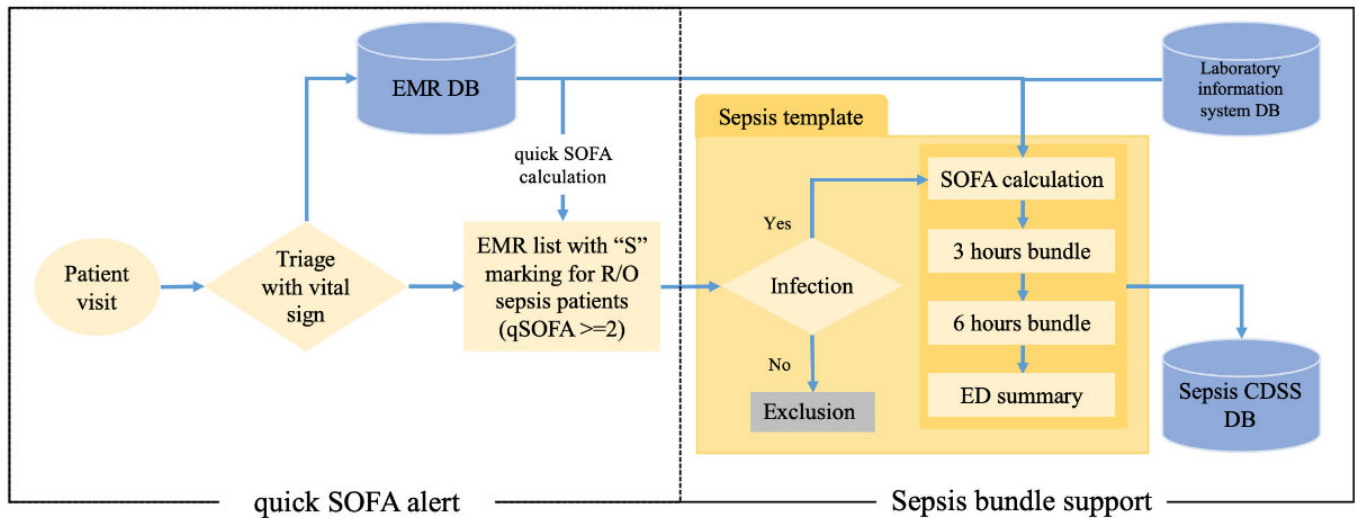 EMR DB
Laboratory
information
system DB
Sepsis template
quick SOFA
calculation
SOFA calculation
Yes
Patient
visit
Triage
with vital
sign
EMR list with “S”
marking for R/O
sepsis patients
(qSOFA >=2)
Infection
3 hours bundle
6 hours bundle
No
Exclusion
ED summary
Sepsis CDSS
DB
quick SOFA alert
Sepsis bundle support